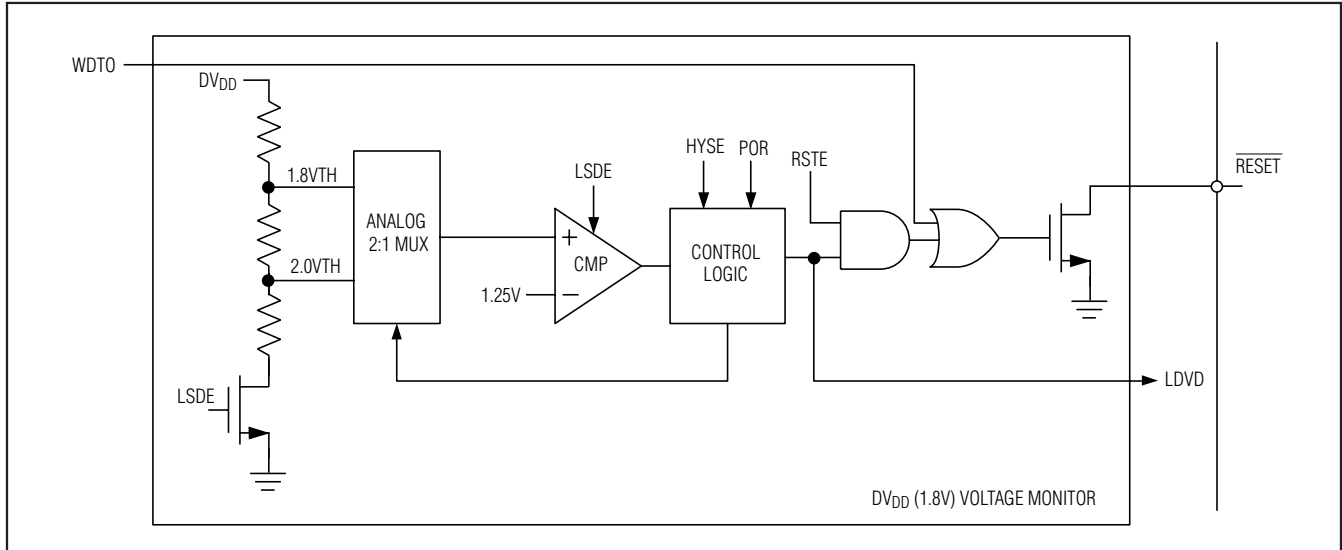 WDTO
DVDD
1.8VTH
2.0VTH
LSDE
ANALOG
2:1 MUX
LSDE
+
CMP
1.25V
−
HYSE
POR
CONTROL
LOGIC
RSTE
RESET
LDVD
DVDD (1.8V) VOLTAGE MONITOR